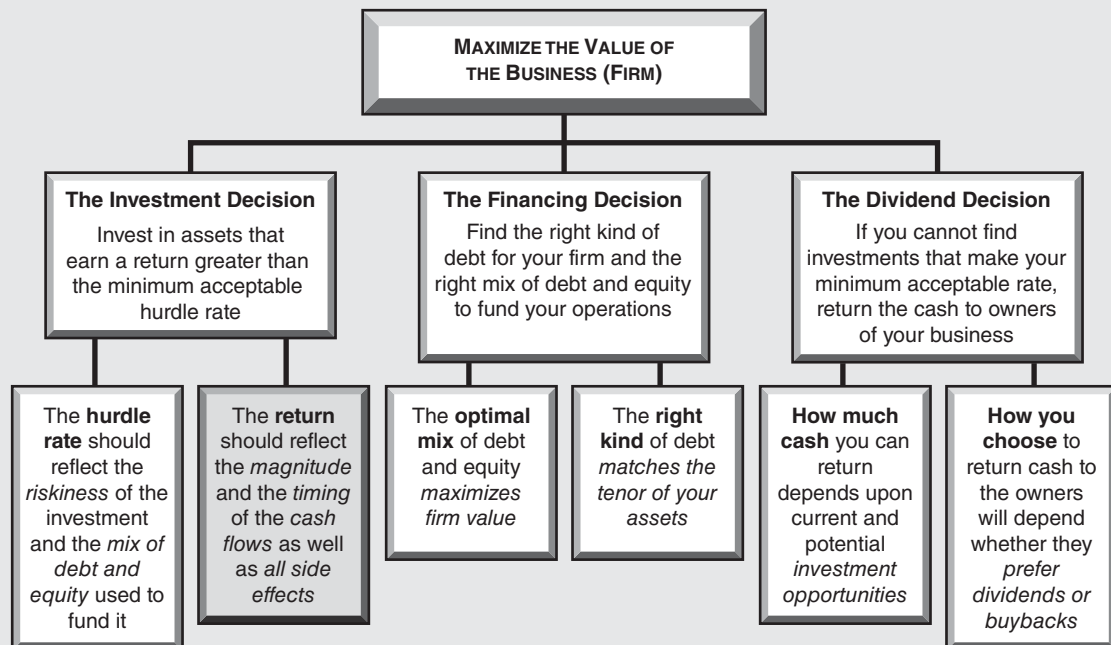 MAXIMIZE THE VALUE OF
THE BUSINESS (FIRM)
The Investment Decision
Invest in assets that
earn a return greater than
the minimum acceptable
hurdle rate
The Financing Decision
Find the right kind of
debt for your firm and the
right mix of debt and equity
to fund your operations
The Dividend Decision
If you cannot find
investments that make your
minimum acceptable rate,
return the cash to owners
of your business
The hurdle
rate should
reflect the
riskiness of the
investment
and the mix of
debt and
equity used to
fund it
The return
should reflect
the magnitude
and the timing
of the cash
flows as well
as all side
effects
The optimal
mix of debt
and equity
maximizes
firm value
The right
kind of debt
matches the
tenor of your
assets
How much
cash you can
return
depends upon
current and
potential
investment
opportunities
How you
choose to
return cash to
the owners
will depend
whether they
prefer
dividends or
buybacks